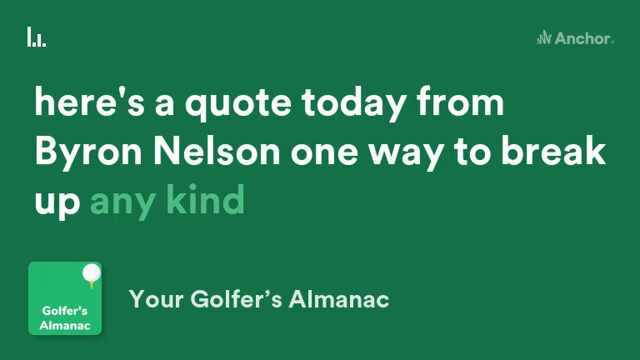 Anchor
here's a quote today from
Byron Nelson one way to break
up any kind
Golfer's
Almanac
Your Golfer’s Almanac